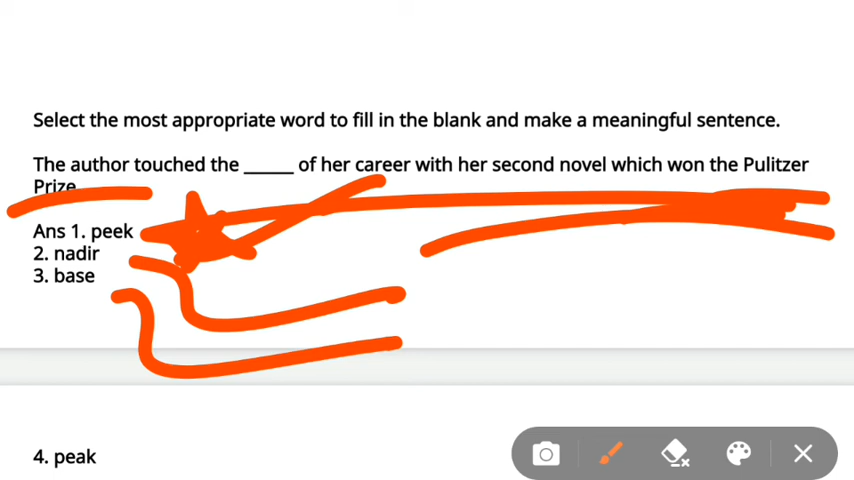 Select the most appropriate word to fill in the blank and make a meaningful sentence.
The author touched the _____ of her career with her second novel which won the Pulitzer
Prize
Ans 1. peek
2. nadir
3. base
4. peak